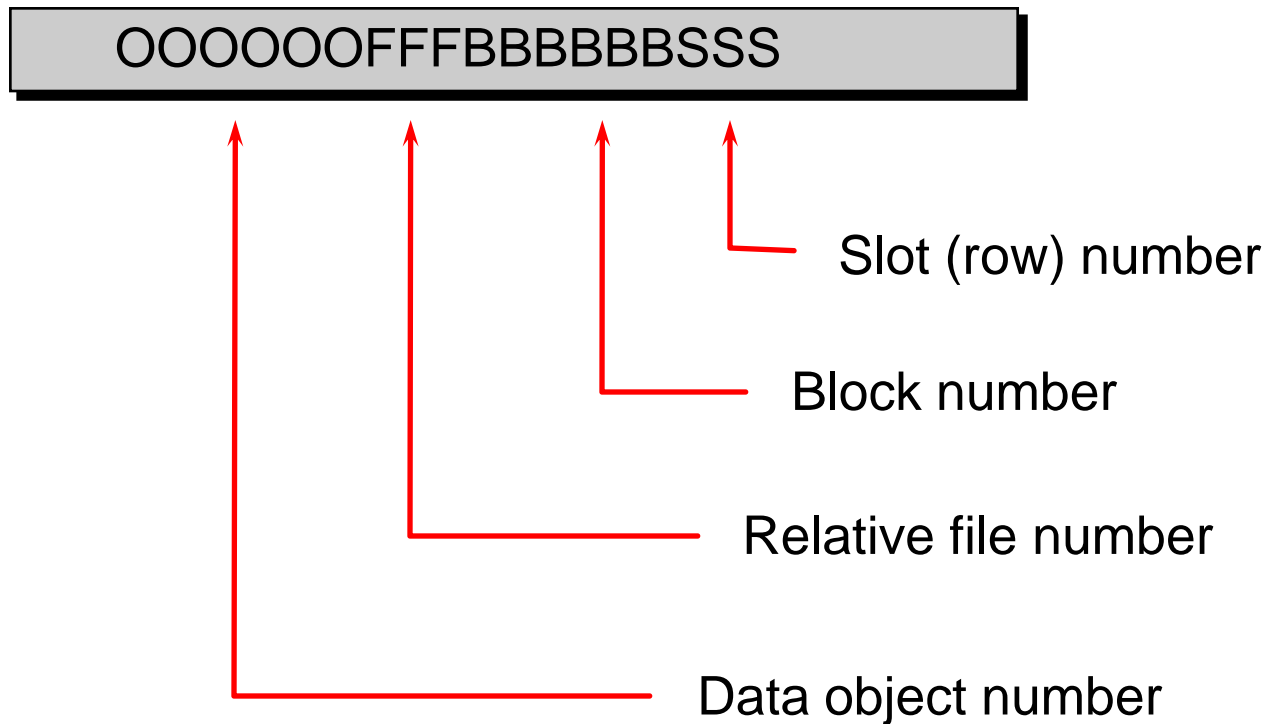 OOOOOOFFFBBBBBBSSS
Slot (row) number
Block number
Relative file number
Data object number